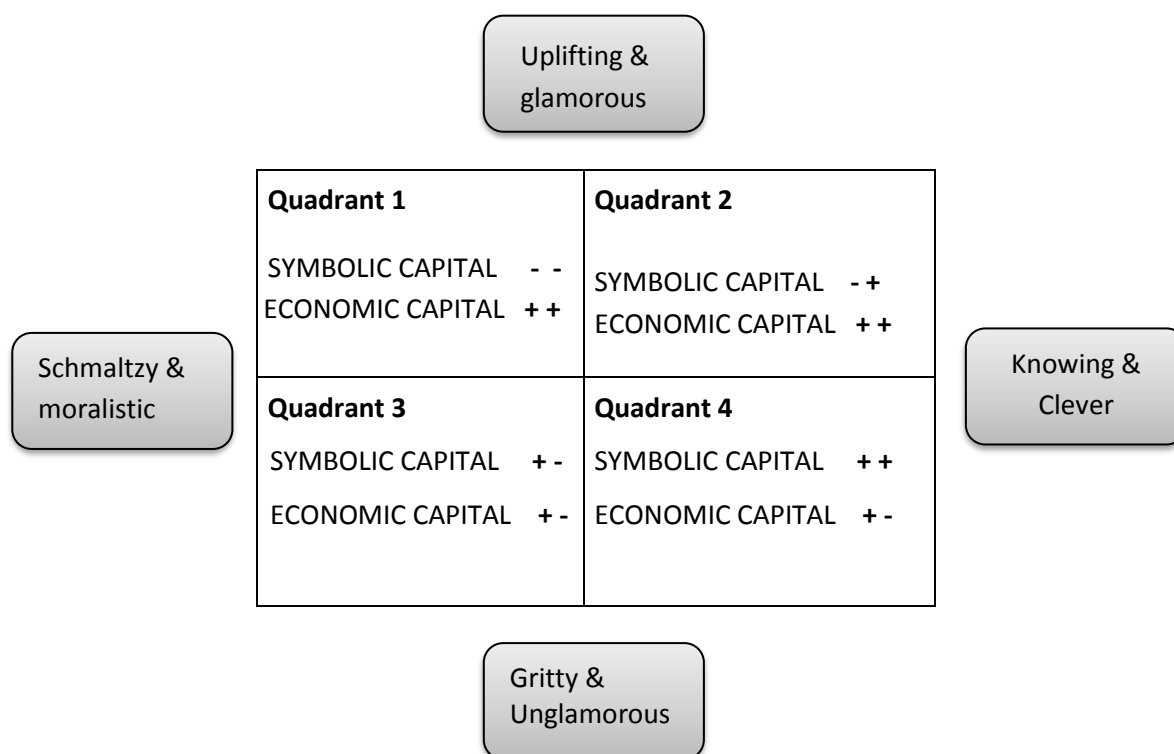 Uplifting &
glamorous
Quadrant 1
SYMBOLIC CAPITAL - -
ECONOMIC CAPITAL + +
Quadrant 2
SYMBOLIC CAPITAL - +
ECONOMIC CAPITAL + +
Schmaltzy &
moralistic
Knowing &
Clever
Quadrant 3
SYMBOLIC CAPITAL + -
ECONOMIC CAPITAL + -
Quadrant 4
SYMBOLIC CAPITAL + +
ECONOMIC CAPITAL + -
Gritty &
Unglamorous